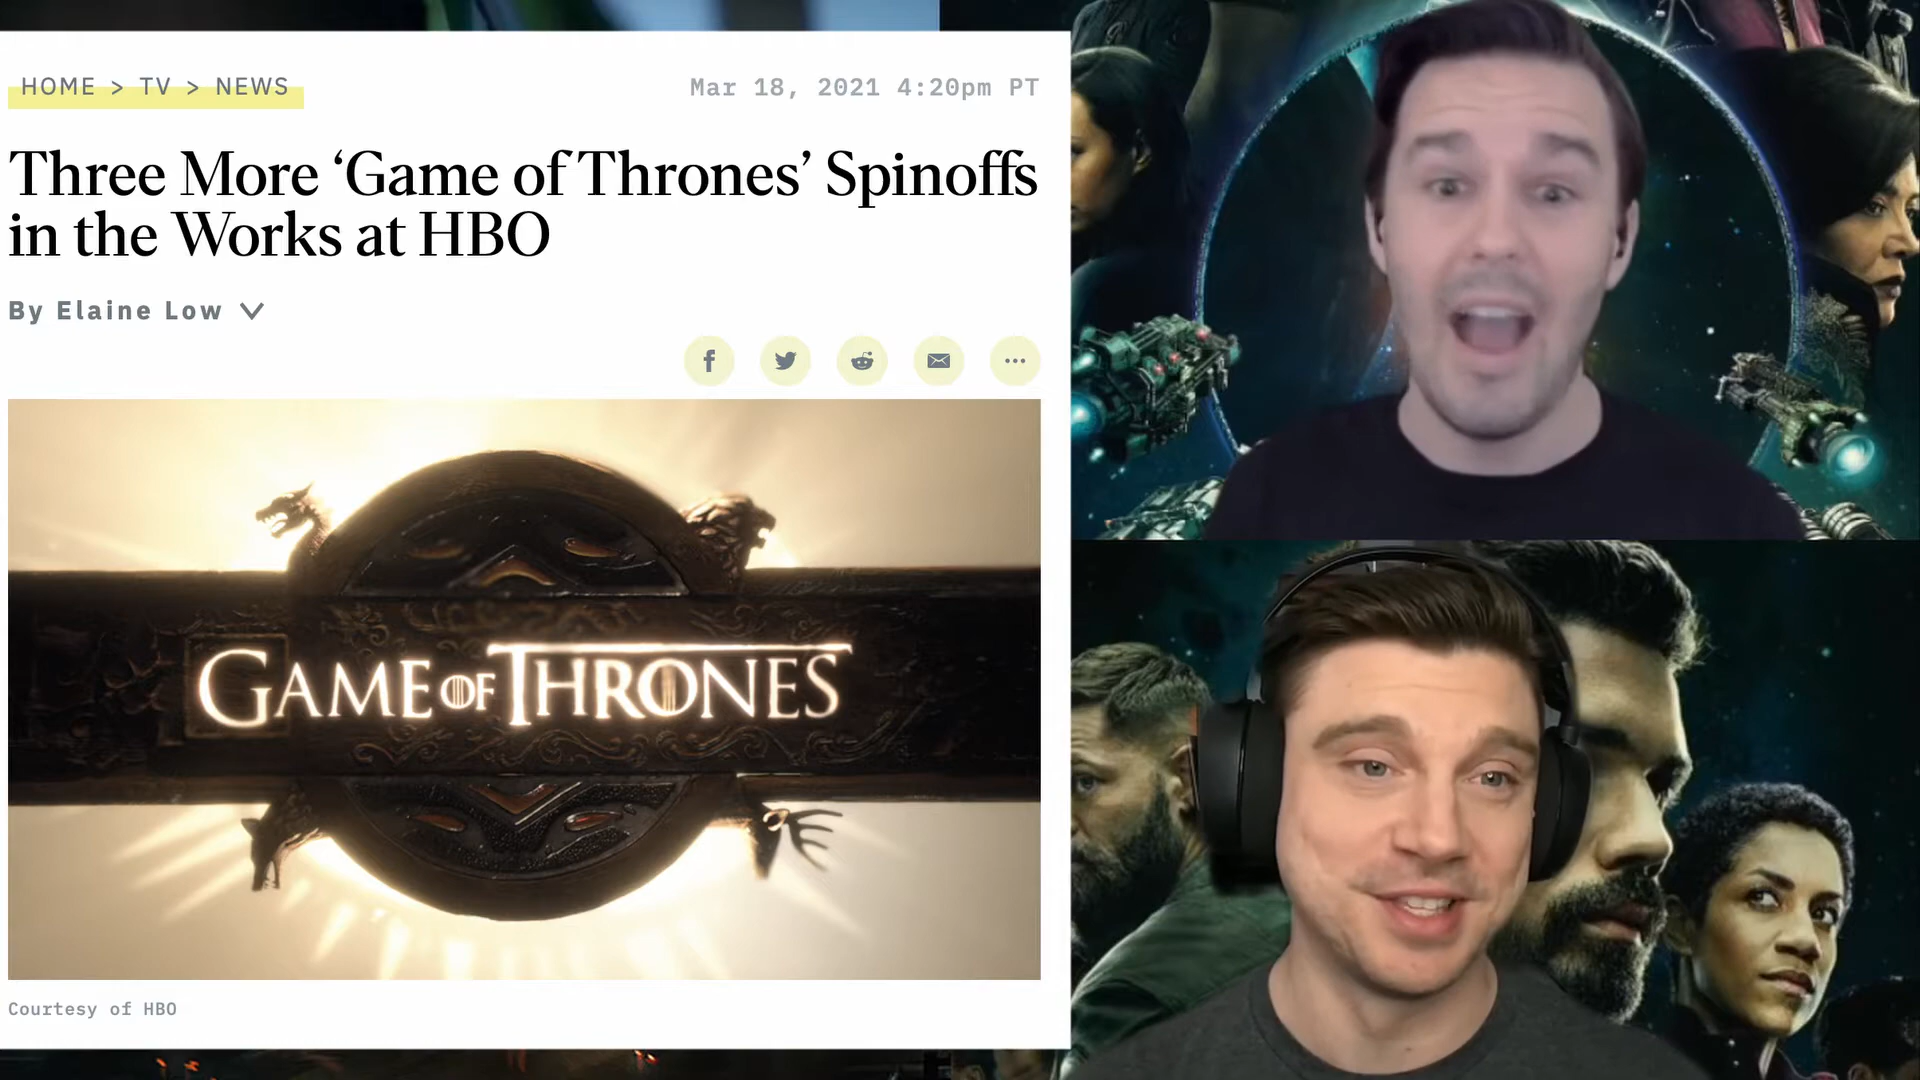 HOME > TV > NEWS
Mar 18, 2021 4:20pm PT
Three More ‘Game of Thrones’ Spinoffs
in the Works at HBO
By Elaine Low
GAME OF THRONES
Courtesy of HBO